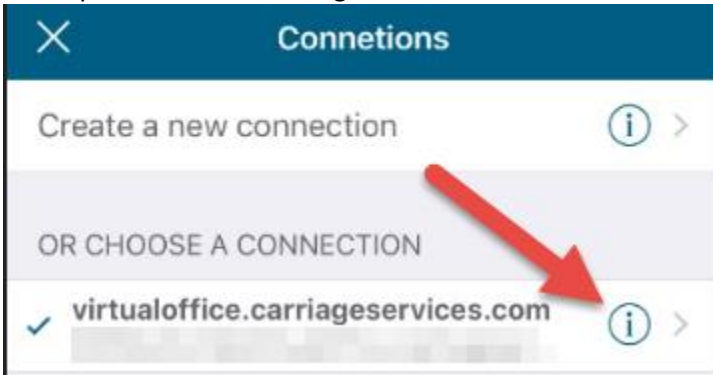 Connetions
Create a new connection
OR CHOOSE A CONNECTION
virtualoffice.carriageservices.com